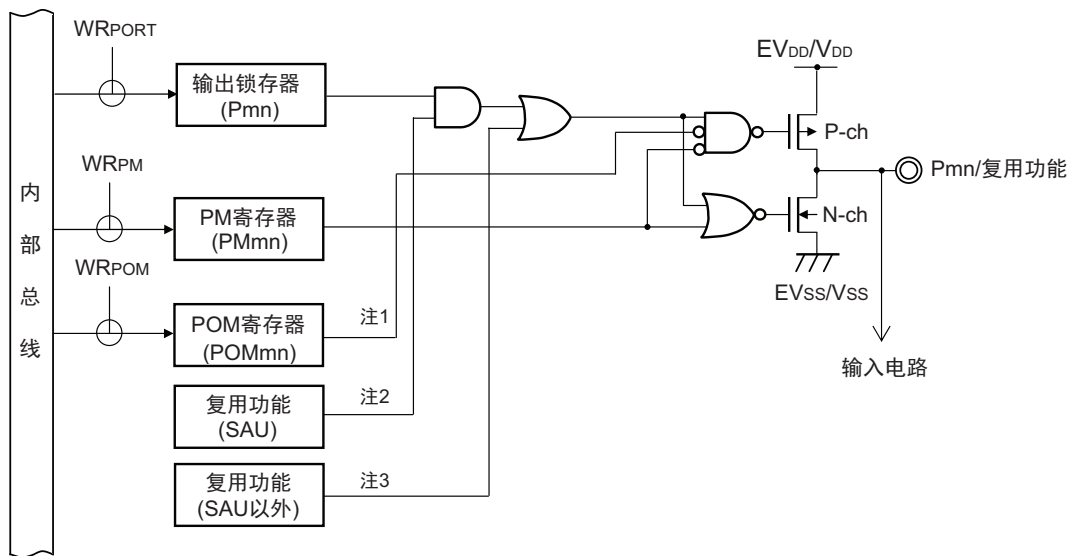 WRPORT
输出锁存器
(Pmn)
EVDD/VDD
P-ch
Pmn/复用功能
内部总线
WRPM
PM寄存器
(PMmn)
N-ch
WRPOM
EVSS/VSS
POM寄存器
(POMmn)
注1
输入电路
复用功能
(SAU)
注2
复用功能
(SAU以外)
注3